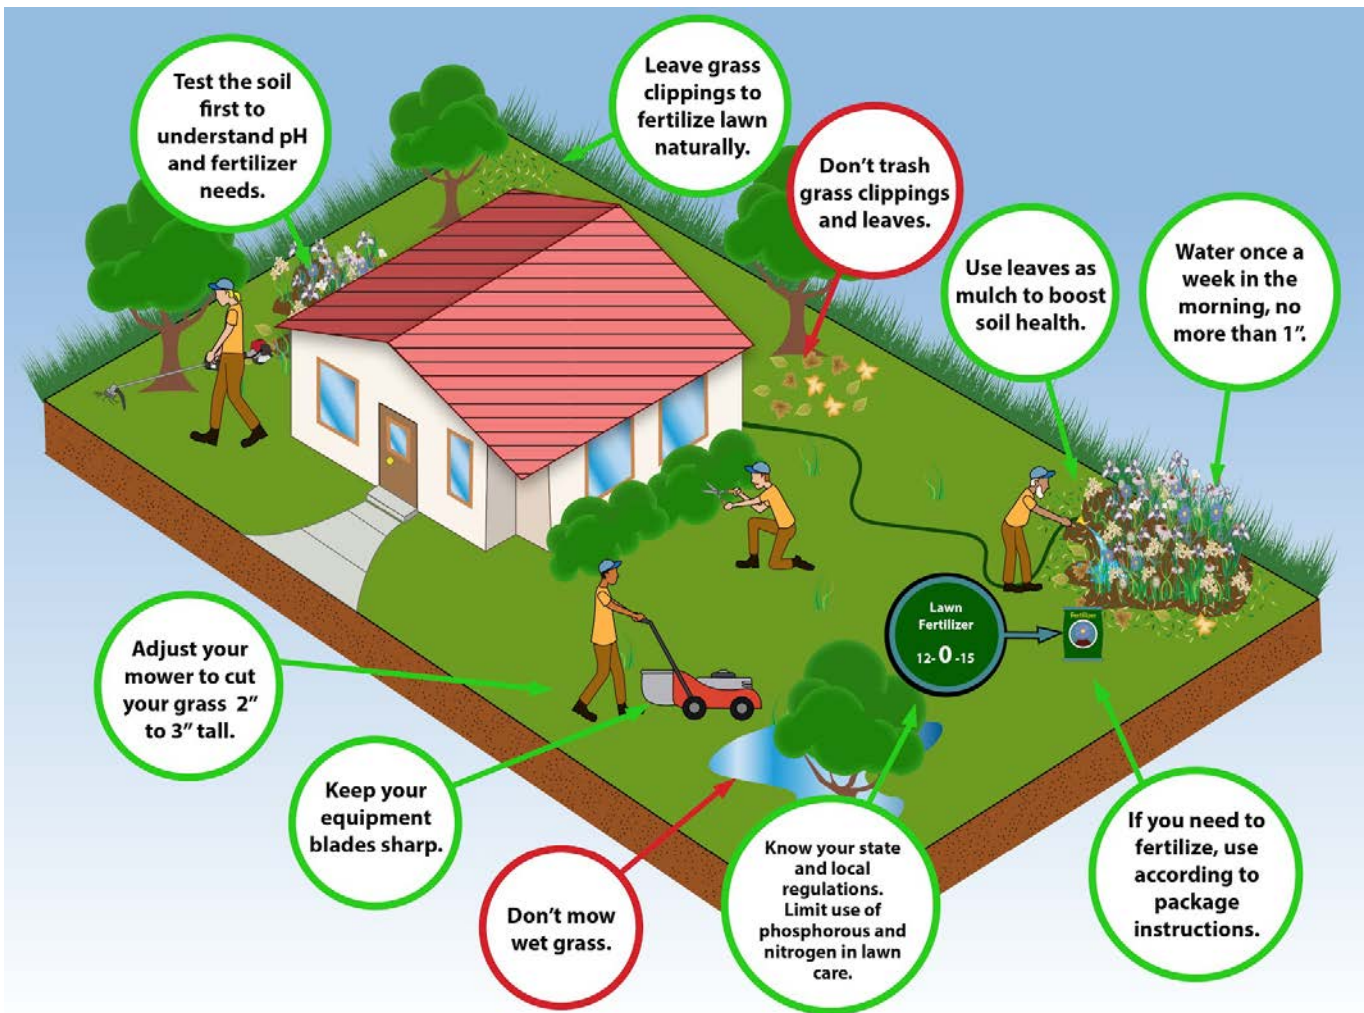 Test the soil
first to
understand pH
and fertilizer
needs.
Leave grass
clippings to
fertilize lawn
naturally.
Don't trash
grass clippings
and leaves.
Use leaves as
mulch to boost
soil health.
Water once a
week in the
morning, no
more than 1”.
Lawn
Fertilizer
12-0-15
Fertilizer
Adjust your
mower to cut
your grass 2”
to 3” tall.
Keep your
equipment
blades sharp.
Don't mow
wet grass.
Know your state
and local
regulations.
Limit use of
phosphorous and
nitrogen in lawn
care.
If you need to
fertilize, use
according to
package
instructions.